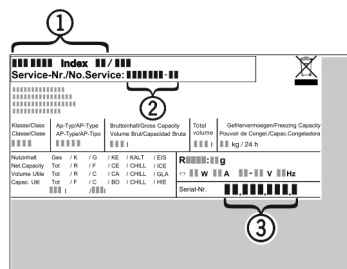 1
Index /
Service-Nr./No.Service: -
2
Klasse/Class Ap-Typ/AP-Type Bruttoinhalt/Gross Capacity Total Gefriervermoegen/Freezing Capacity
Classe/Clase AP-Type/AP-Tipo Volume Brut/Capacidad Bruta volume Pouvoir de Congel./Capac.Congeladora
l l kg / 24 h
Nutzinhalt Ges / K / G / KE / KALT / EIS
Net.Capacity Tot / R / F / CE / CHILL / ICE
Volume Utile Tot / R / C / CA / CHILL / GLA
Capac. Util Tot / F / C / BO / CHILL / HIE
l / l
R : g
W A - V Hz
Serial-Nr. . . .
3